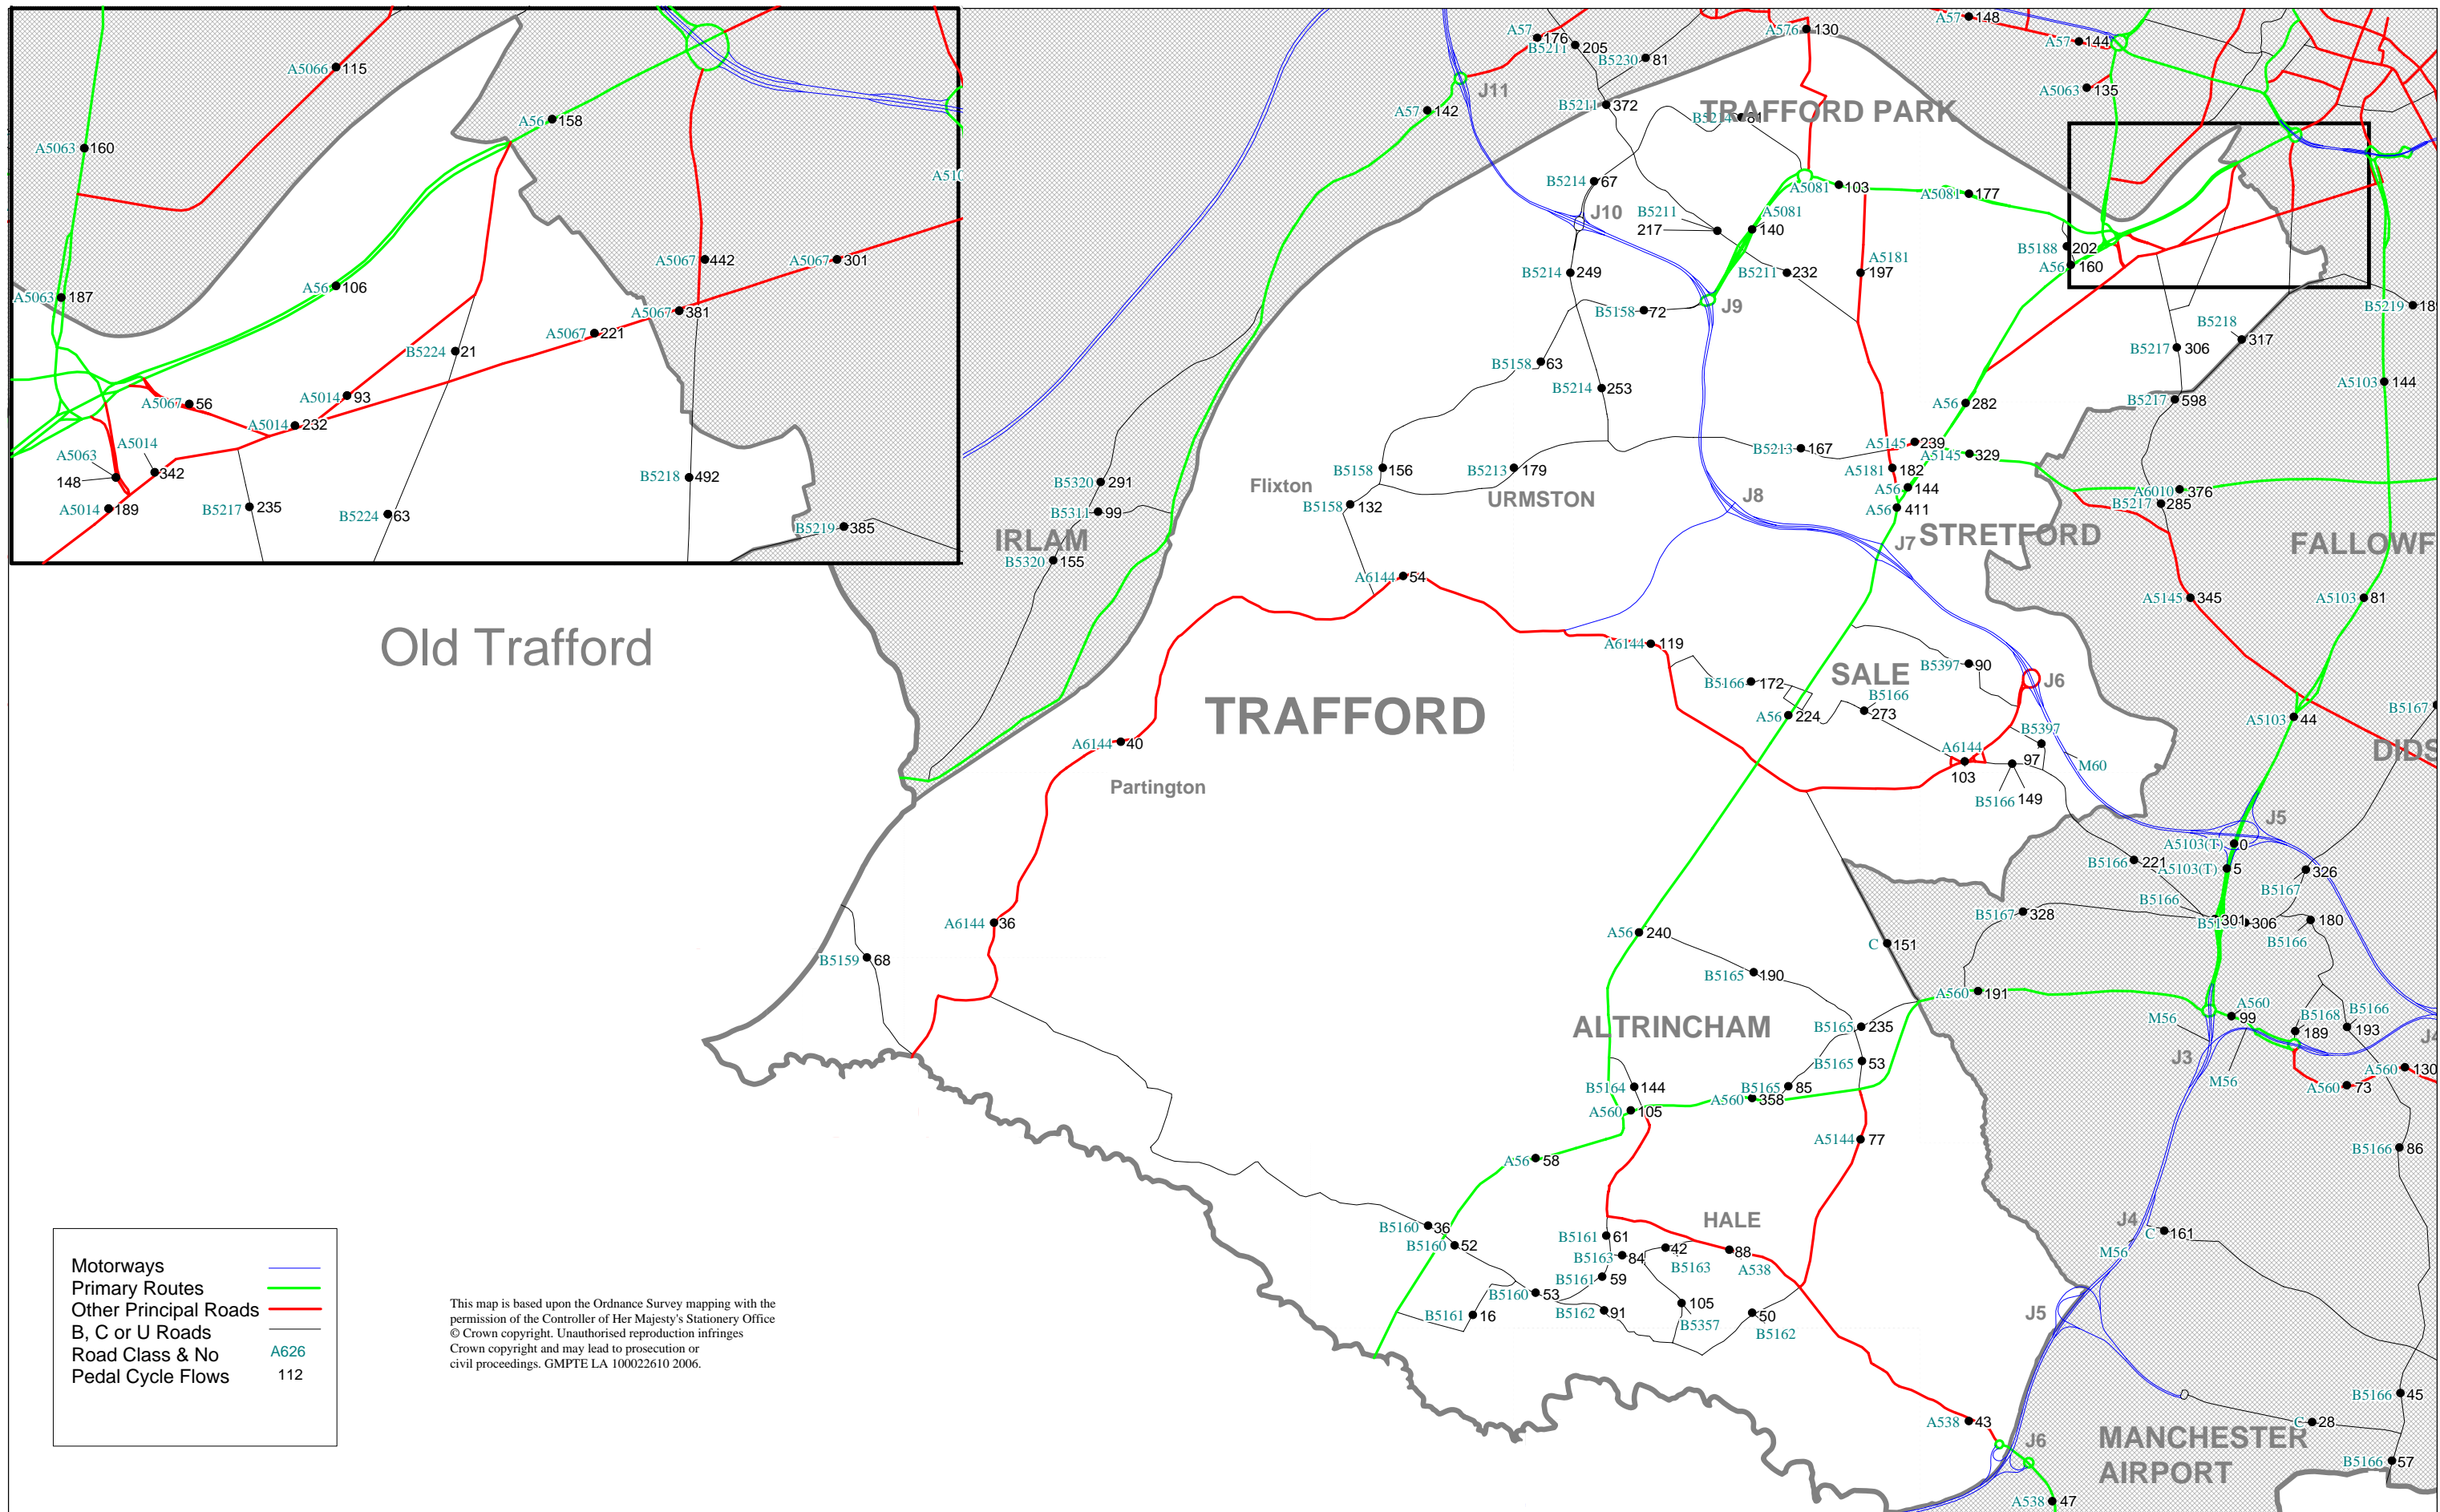 A5066 115
A56 158
A5063 160
A510
A5067 442
A5067 301
A5063 187
A56 106
A5067 381
A5067 221
B5224 21
A5014 93
A5067 56
A5014 232
A5014
342
A5063
148
A5014 189
B5217 235
B5224 63
B5218 492
B5219 385
Old Trafford
A57 176
B5211 205
B5230 81
A576 130
A57 148
A57 144
A5063 135
J11
A57 142
B5211 372
TRAFFORD PARK
B5214 81
B5214 67
J10
B5211
217
A5081
140
A5081 103
A5081 177
B5188 202
A56 160
B5214 249
B5211 232
A5181
197
B5158 72
J9
B5219 189
B5218
317
B5217 306
B5158 63
B5214 253
A56 282
B5217 598
A5103 144
B5213 167
A5145 239
A5145 329
B5158 156
B5213 179
A5181 182
Flixton
URMSTON
B5158 132
J8
A56 144
A56 411
A6010 376
B5217 285
B5320 291
B5311 99
IRLAM
B5320 155
J7
STRETFORD
FALLOWF
A6144 54
A5145 345
A5103 81
A6144 119
B5166 172
SALE
B5397 90
J6
B5166
273
A56 224
TRAFFORD
A5103 44
B5167
A6144 40
B5397
97
A6144
103
M60
DIDS
Partington
B5166 149
J5
A5103(T) 0
A5103(T) 5
B5166 221
B5167
326
B5166
301
306
B5167 328
B5166
180
A6144 36
A56 240
C 151
B5159 68
B5165 190
A560 191
A560
99
B5168
189
B5166
193
M56
J3
J4
ALTRINCHAM
B5165 235
B5165 53
B5164 144
B5165 85
A560 358
A560 105
M56
A560 73
A560 130
A5144 77
B5166 86
A56 58
B5160 36
B5160 52
HALE
B5161 61
B5163 84
42
B5163
88
A538
B5161 59
B5160 53
B5161 16
B5162 91
105
B5357
50
B5162
J4
C 161
M56
J5
B5166 45
C 28
A538 43
J6
MANCHESTER
AIRPORT
B5166 57
A538 47
Motorways
Primary Routes
Other Principal Roads
B, C or U Roads
Road Class & No A626
Pedal Cycle Flows 112
This map is based upon the Ordnance Survey mapping with the
permission of the Controller of Her Majesty's Stationery Office
© Crown copyright. Unauthorised reproduction infringes
Crown copyright and may lead to prosecution or
civil proceedings. GMPTE LA 100022610 2006.